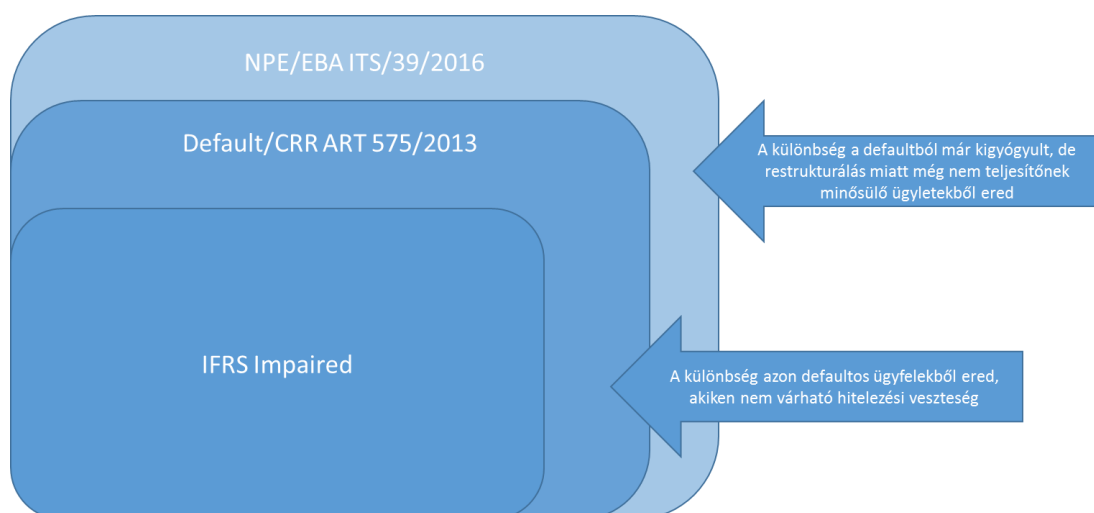 NPE/EBA ITS/39/2016
Default/CRR ART 575/2013
A különbség a defaultból már kigyógyult, de
restrukturálás miatt még nem teljesítőnek
minősülő ügyletekből ered
IFRS Impaired
A különbség azon defaultos ügyfelekből ered,
akiken nem várható hitelezési veszteség